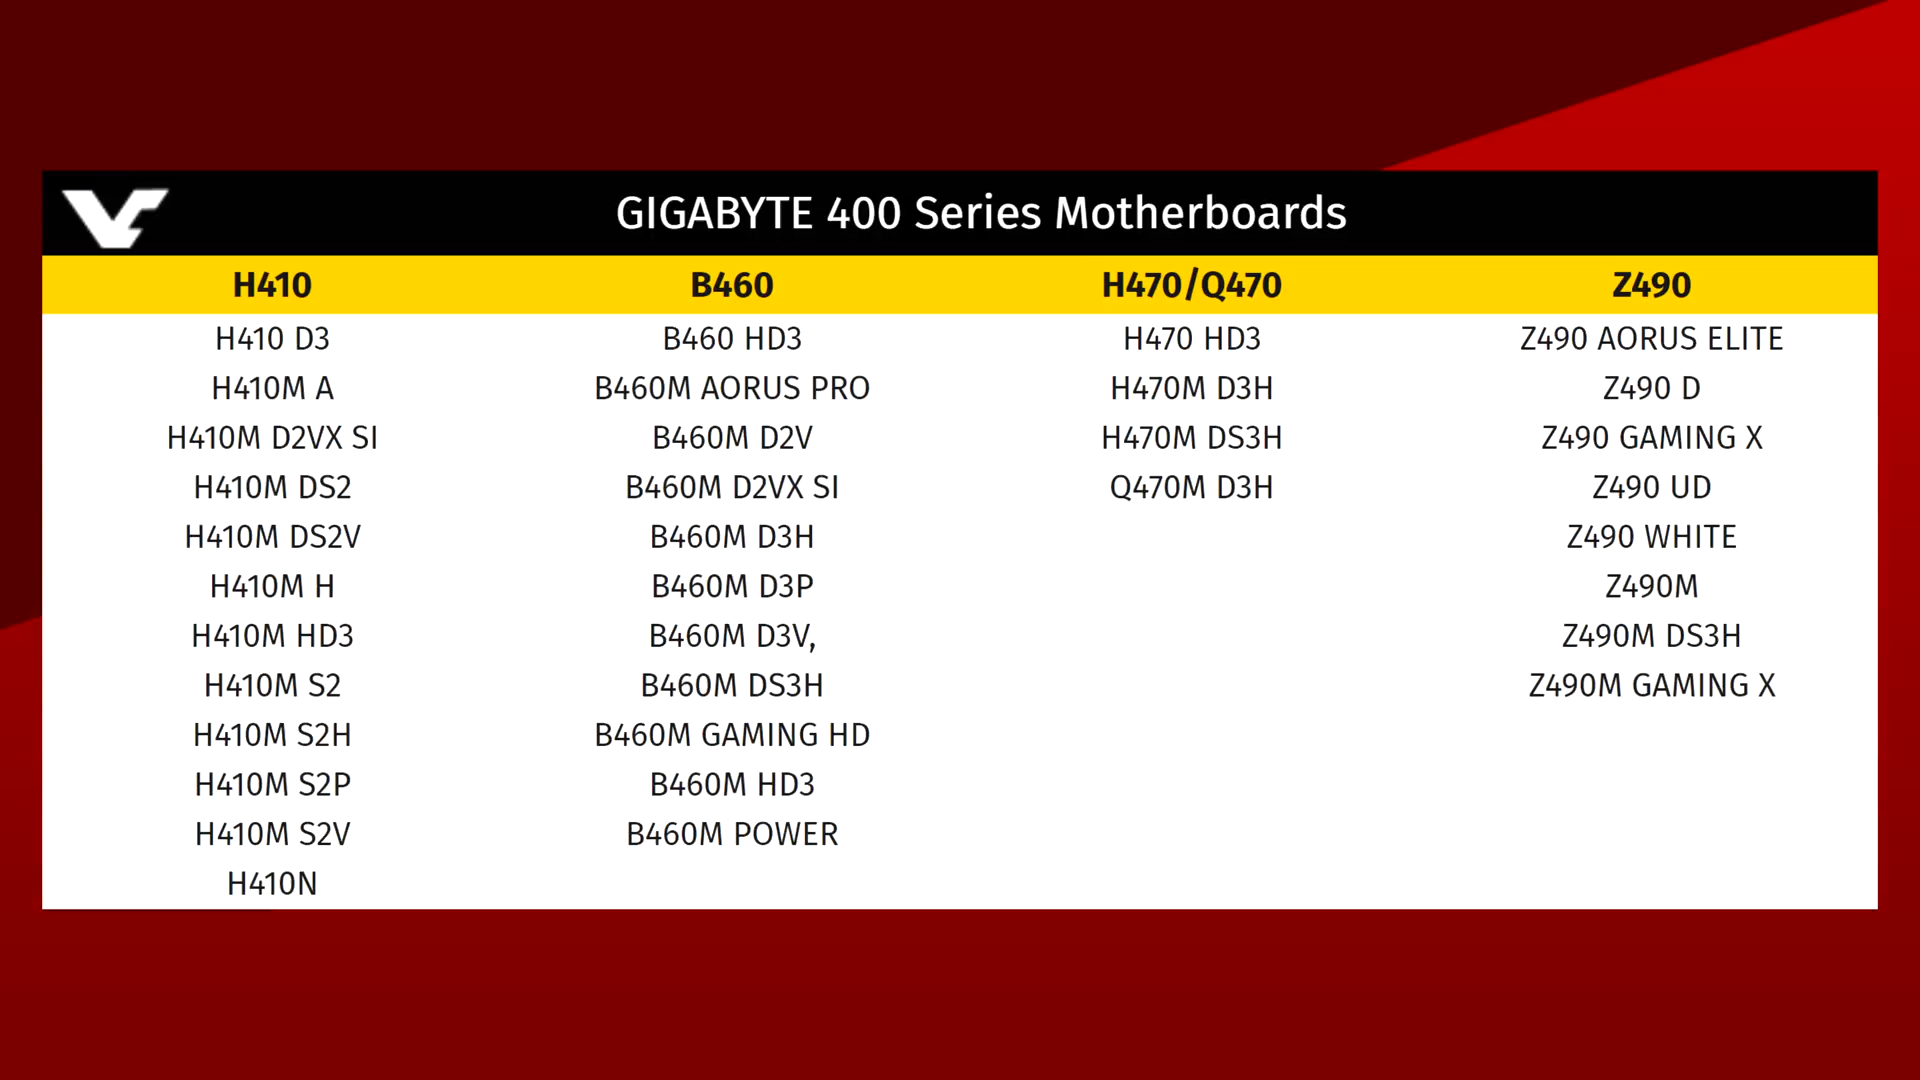 GIGABYTE 400 Series Motherboards
H410 B460 H470/Q470 Z490
H410 D3 B460 HD3 H470 HD3 Z490 AORUS ELITE
H410M A B460M AORUS PRO H470M D3H Z490 D
H410M D2VX SI B460M D2V H470M DS3H Z490 GAMING X
H410M DS2 B460M D2VX SI Q470M D3H Z490 UD
H410M DS2V B460M D3H Z490 WHITE
H410M H B460M D3P Z490M
H410M HD3 B460M D3V, Z490M DS3H
H410M S2 B460M DS3H Z490M GAMING X
H410M S2H B460M GAMING HD
H410M S2P B460M HD3
H410M S2V B460M POWER
H410N